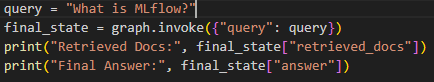 query = "What is MLflow?"
final_state = graph.invoke({"query": query})
print("Retrieved Docs:", final_state["retrieved_docs"])
print("Final Answer:", final_state["answer"])